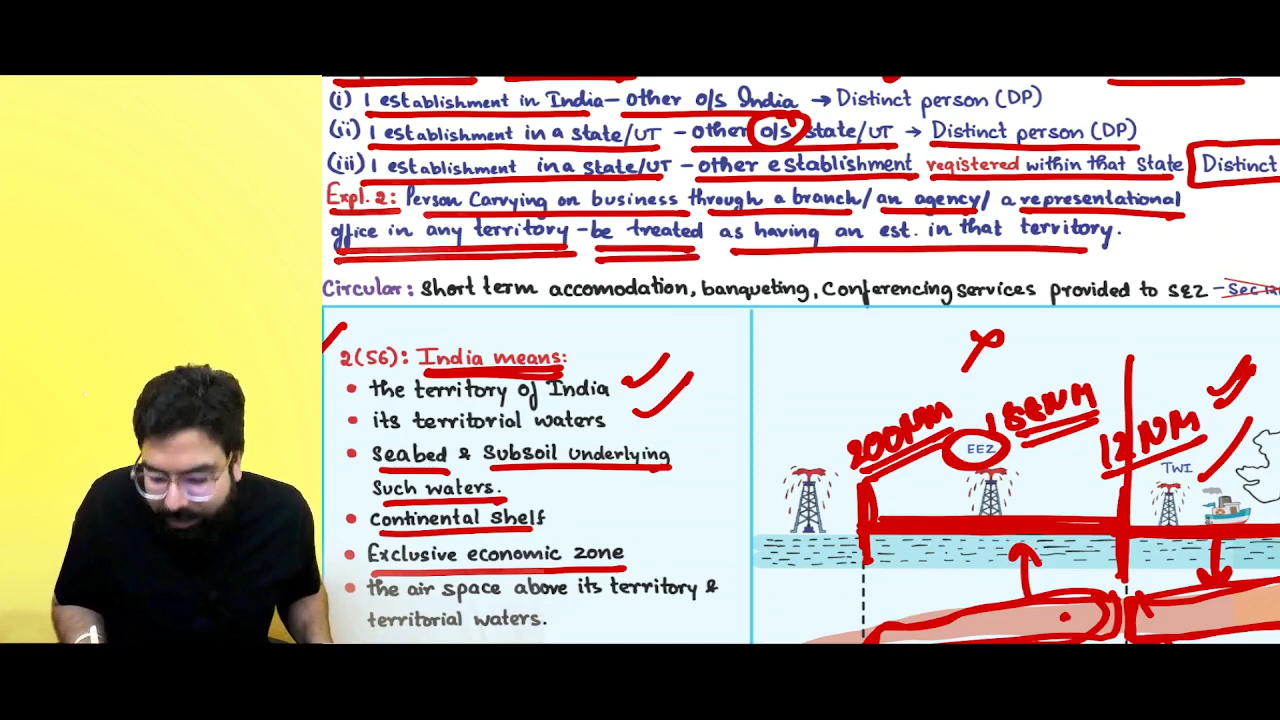 (i) 1 establishment in India - other o/s India → Distinct person (DP)
(ii) 1 establishment in a state/UT - other o/s state/UT → Distinct person (DP)
(iii) 1 establishment in a state/UT - other establishment registered within that State Distinct
Expl. 2: Person Carrying on business through a branch/ an agency/ a representational
office in any territory - be treated as having an est. in that territory.
Circular: Short term accomodation, banqueting, Conferencing services provided to SEZ - Sec 12
2(56): India means:
• the territory of India
• its territorial waters
• Seabed & Subsoil underlying
Such waters.
• Continental shelf
• Exclusive economic zone
• the air space above its territory &
territorial waters.
200NM
EEZ
188NM
12NM
TWI